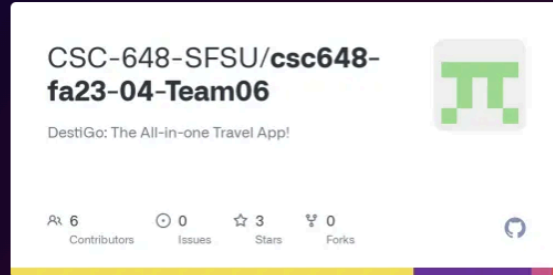 CSC-648-SFSU/csc648-
fa23-04-Team06
DestiGo: The All-in-one Travel App!
6 0 3 0
Contributors Issues Stars Forks